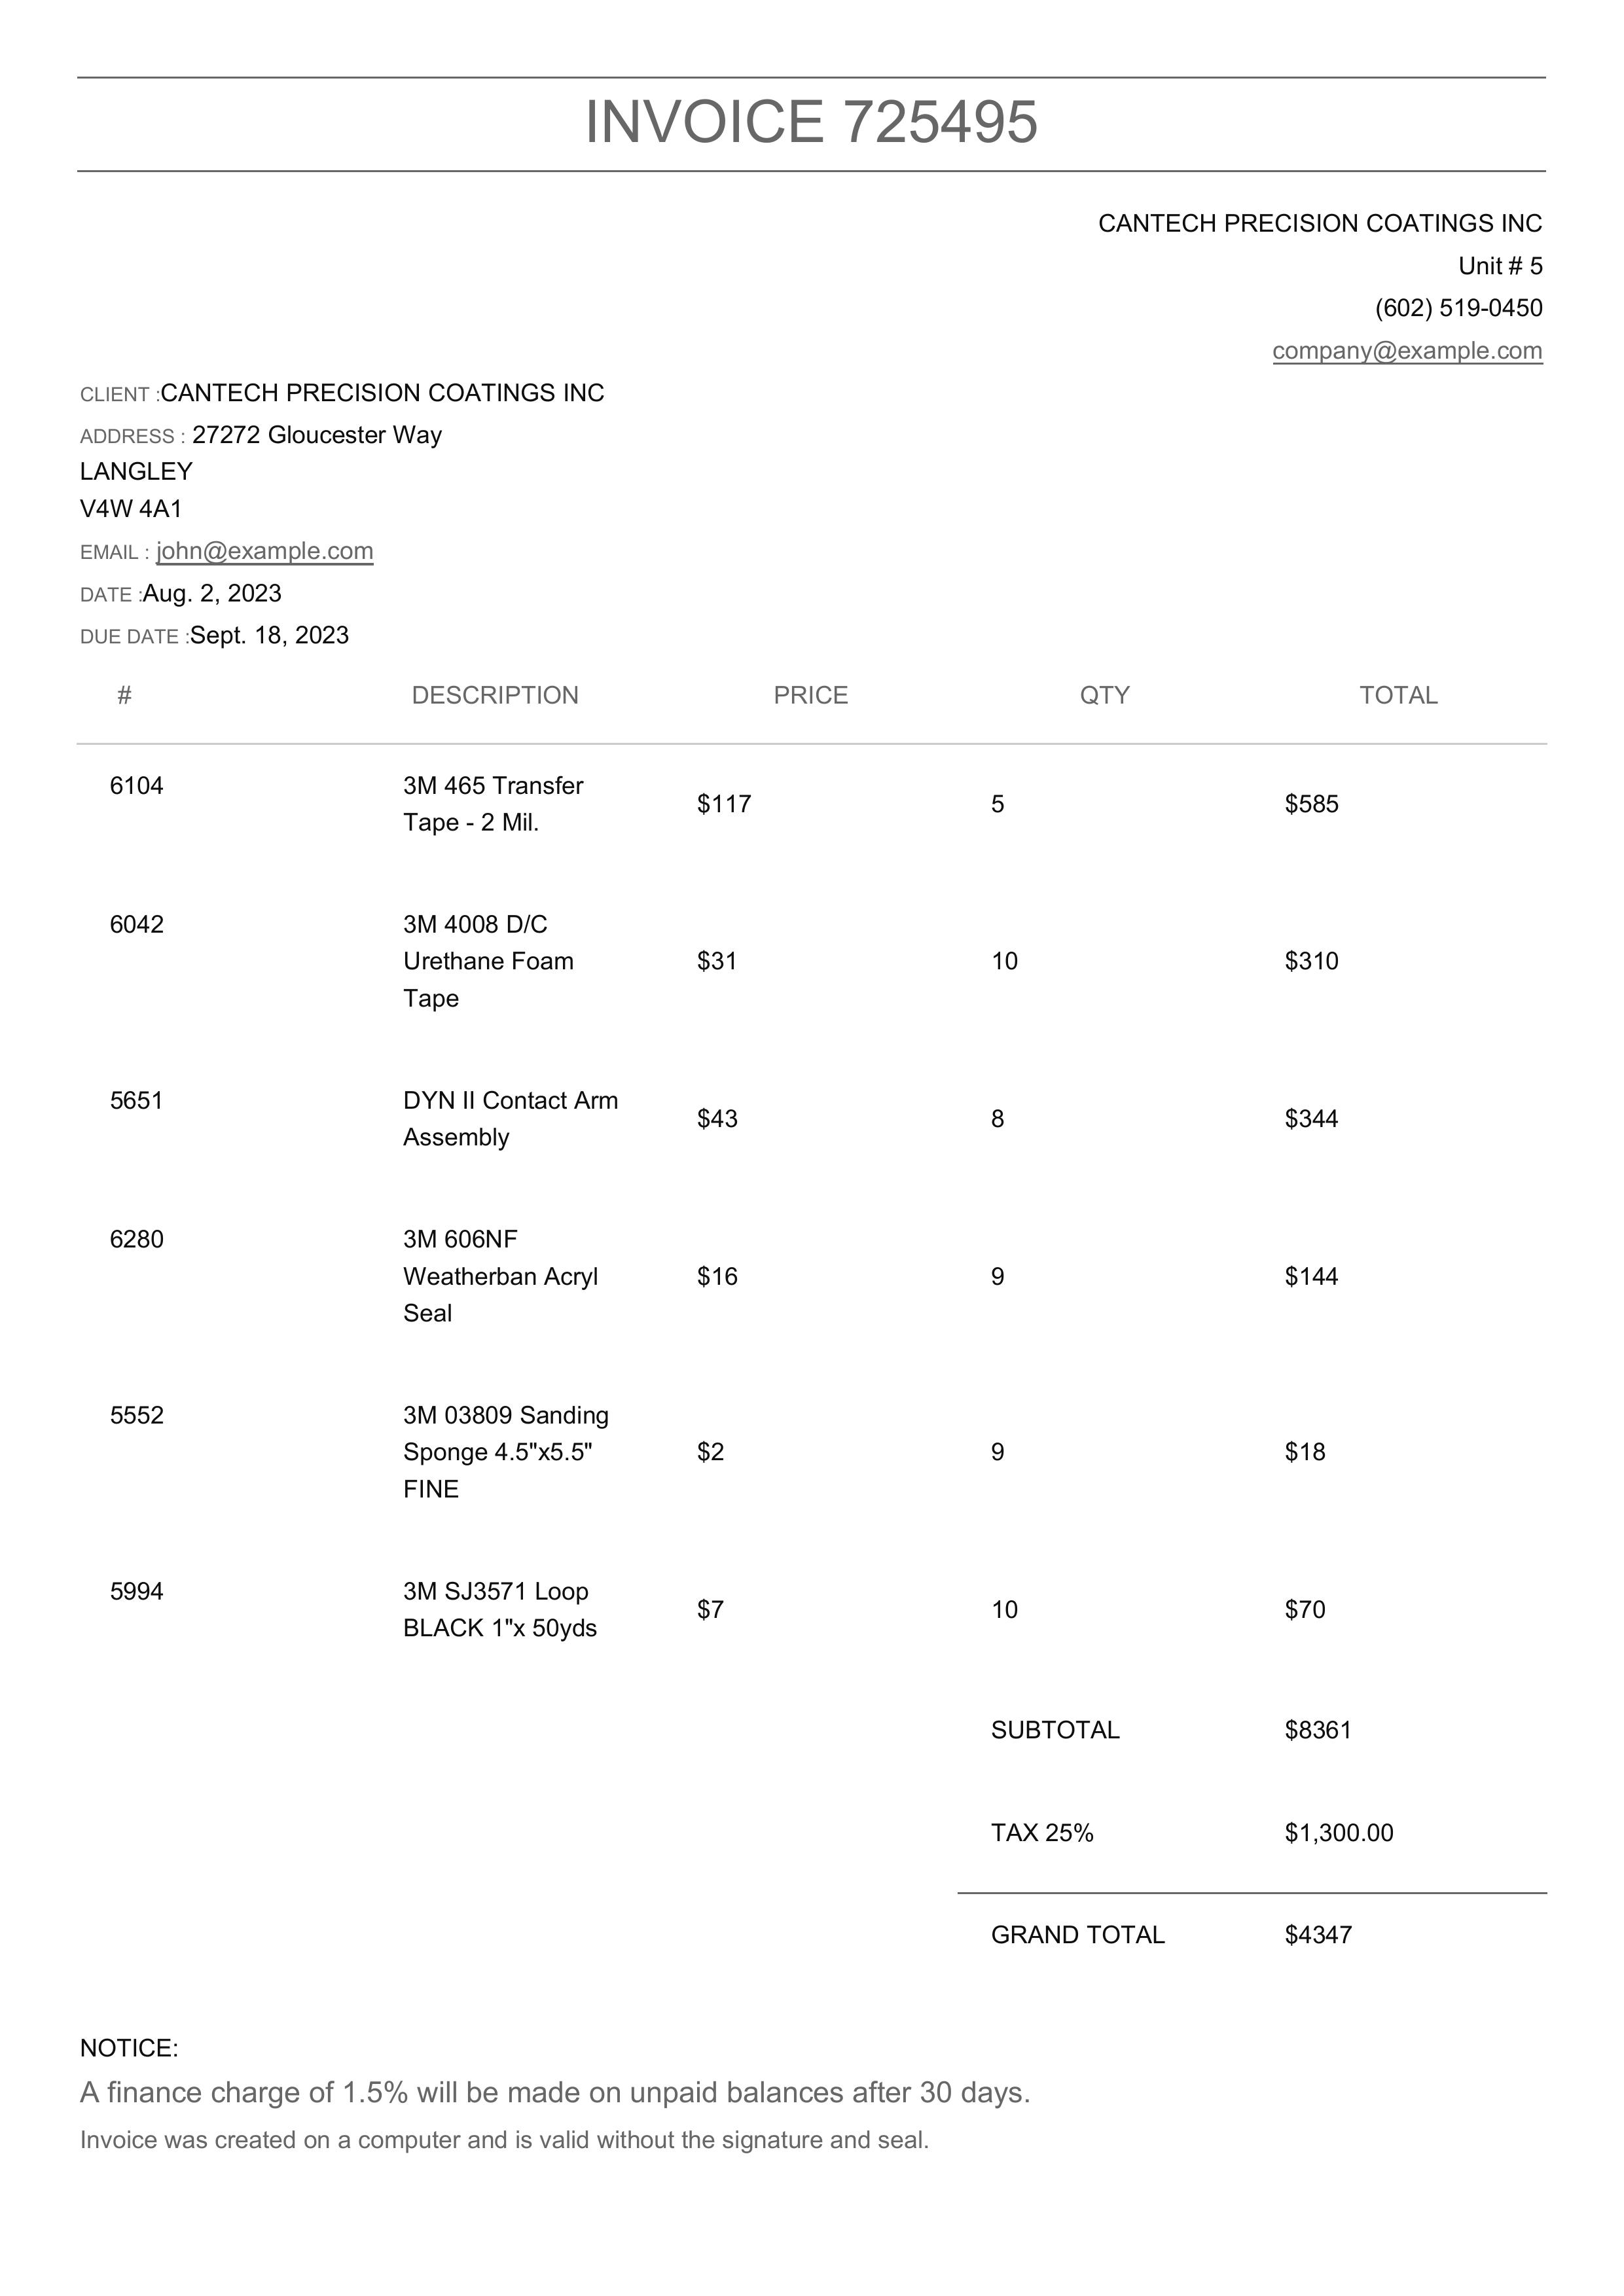 INVOICE 725495
CANTECH PRECISION COATINGS INC
Unit # 5
(602) 519-0450
company@example.com
CLIENT :CANTECH PRECISION COATINGS INC
ADDRESS : 27272 Gloucester Way
LANGLEY
V4W 4A1
EMAIL : john@example.com
DATE :Aug. 2, 2023
DUE DATE :Sept. 18, 2023
# DESCRIPTION PRICE QTY TOTAL
6104 3M 465 Transfer
Tape - 2 Mil. $117 5 $585
6042 3M 4008 D/C
Urethane Foam $31 10 $310
Tape
5651 DYN II Contact Arm
Assembly $43 8 $344
6280 3M 606NF
Weatherban Acryl $16 9 $144
Seal
5552 3M 03809 Sanding
Sponge 4.5"x5.5" $2 9 $18
FINE
5994 3M SJ3571 Loop
BLACK 1"x 50yds $7 10 $70
SUBTOTAL $8361
TAX 25% $1,300.00
GRAND TOTAL $4347
NOTICE:
A finance charge of 1.5% will be made on unpaid balances after 30 days.
Invoice was created on a computer and is valid without the signature and seal.